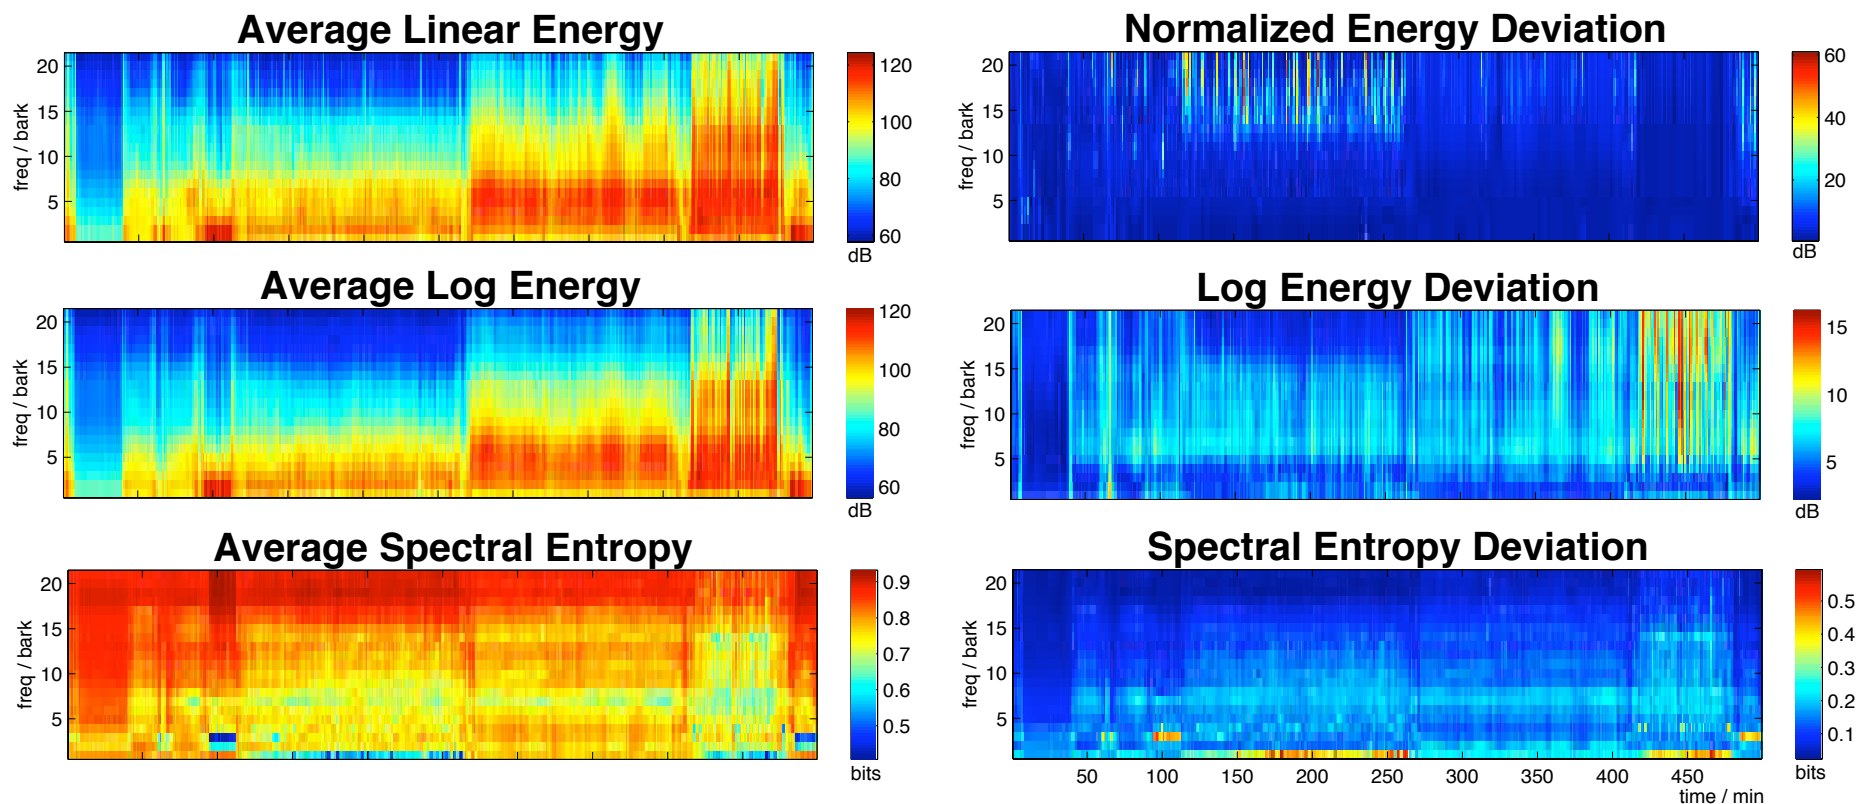 Average Linear Energy
20
15
10
5
freq / bark
120
100
80
60
dB
Normalized Energy Deviation
20
15
10
5
freq / bark
60
40
20
dB
Average Log Energy
20
15
10
5
freq / bark
120
100
80
60
dB
Log Energy Deviation
20
15
10
5
freq / bark
15
10
5
dB
Average Spectral Entropy
20
15
10
5
freq / bark
0.9
0.8
0.7
0.6
0.5
bits
Spectral Entropy Deviation
20
15
10
5
freq / bark
0.5
0.4
0.3
0.2
0.1
bits
50 100 150 200 250 300 350 400 450
time / min